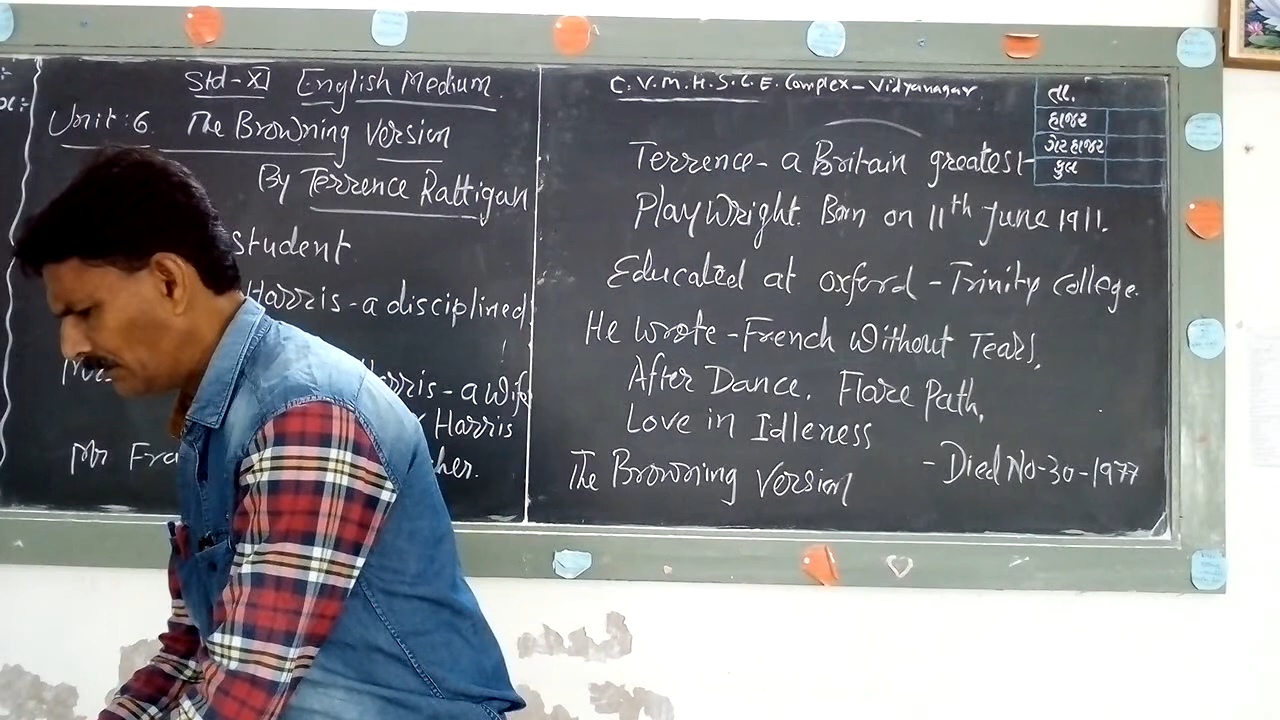 Std-XI English Medium.
Unit:6 The Browning Version
By Terrence Rattigan
student
Harris-a disciplined
Harris-a wife
Harris
Mr
C.V.M.H.S.C.E. Complex-Vidyanagar
તા.
હાજર
ગેરહાજર
કુલ
Terrence-a Britain greatest
PlayWright. Born on 11th June 1911.
Educated at oxford-Trinity college.
He wrote-French Without Tears,
After Dance, Flare Path,
Love in Idleness
The Browning Version
-Died No-30-1977